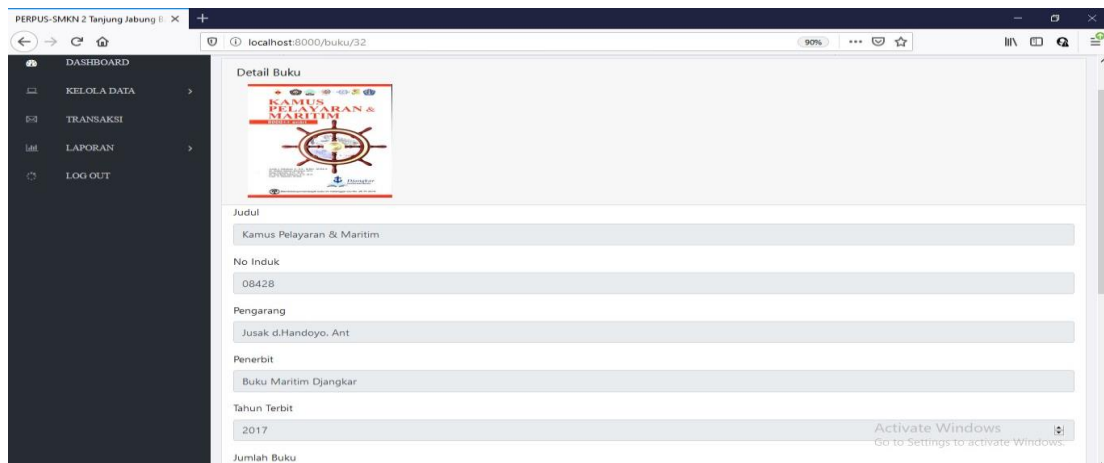 PERPUS-SMKN 2 Tanjung Jabung B
localhost:8000/buku/32
90%
DASHBOARD
KELOLA DATA
TRANSAKSI
LAPORAN
LOG OUT
Detail Buku
KAMUS
PELAYARAN &
MARITIM
Djangkar
Judul
Kamus Pelayaran & Maritim
No Induk
08428
Pengarang
Jusak d.Handoyo. Ant
Penerbit
Buku Maritim Djangkar
Tahun Terbit
2017
Jumlah Buku
Activate Windows
Go to Settings to activate Windows.